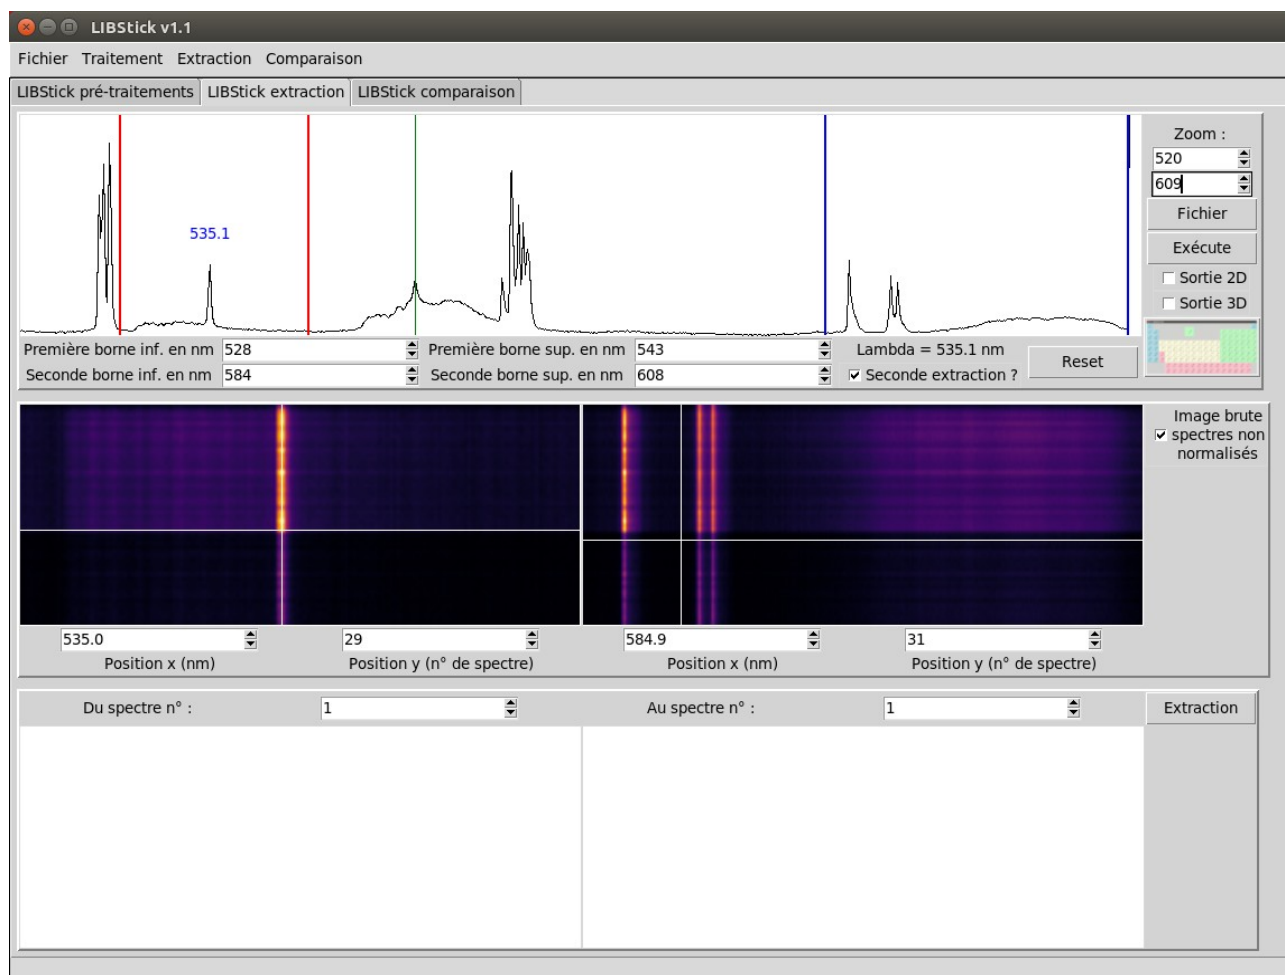 LIBStick v1.1
Fichier Traitement Extraction Comparaison
LIBStick pré-traitements LIBStick extraction LIBStick comparaison
Zoom :
520
609
Fichier
Exécute
Sortie 2D
Sortie 3D
535.1
Première borne inf. en nm 528 Première borne sup. en nm 543 Lambda = 535.1 nm Reset
Seconde borne inf. en nm 584 Seconde borne sup. en nm 608 Seconde extraction ?
Image brute
spectres non
normalisés
535.0 29 584.9 31
Position x (nm) Position y (n° de spectre) Position x (nm) Position y (n° de spectre)
Du spectre n° : 1 Au spectre n° : 1 Extraction